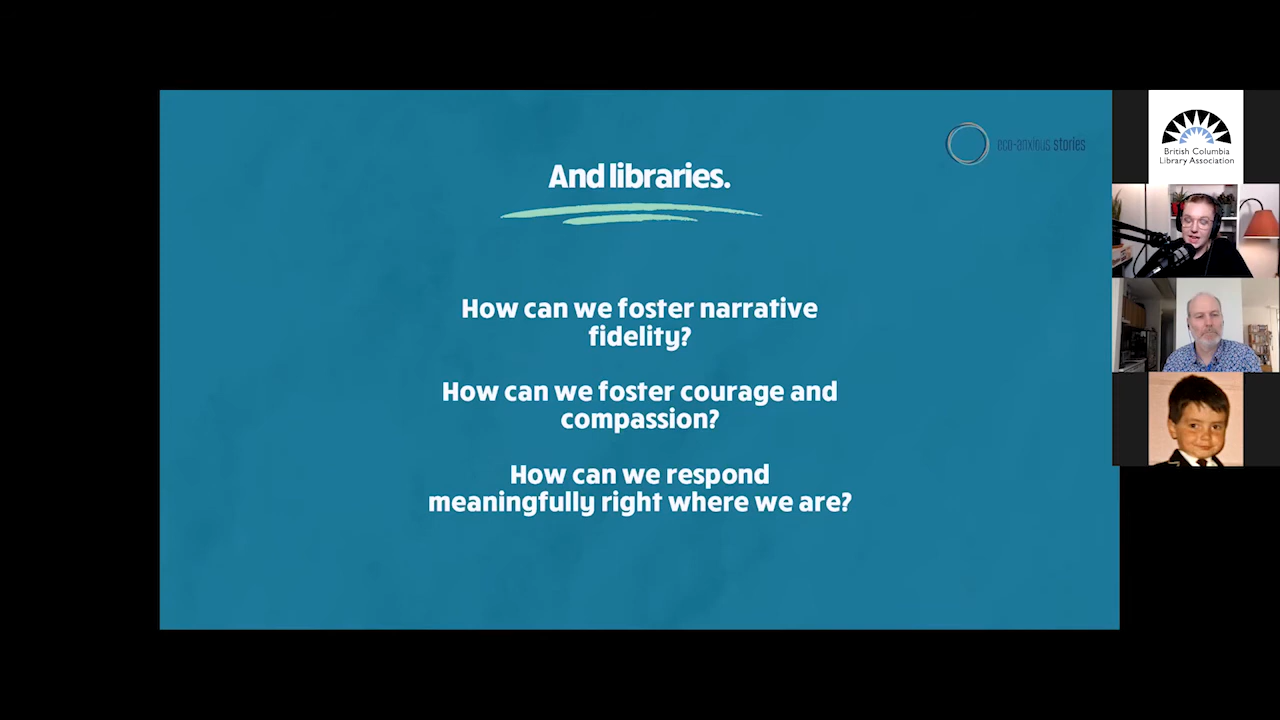 eco-anxious stories
And libraries.
How can we foster narrative
fidelity?
How can we foster courage and
compassion?
How can we respond
meaningfully right where we are?
British Columbia
Library Association